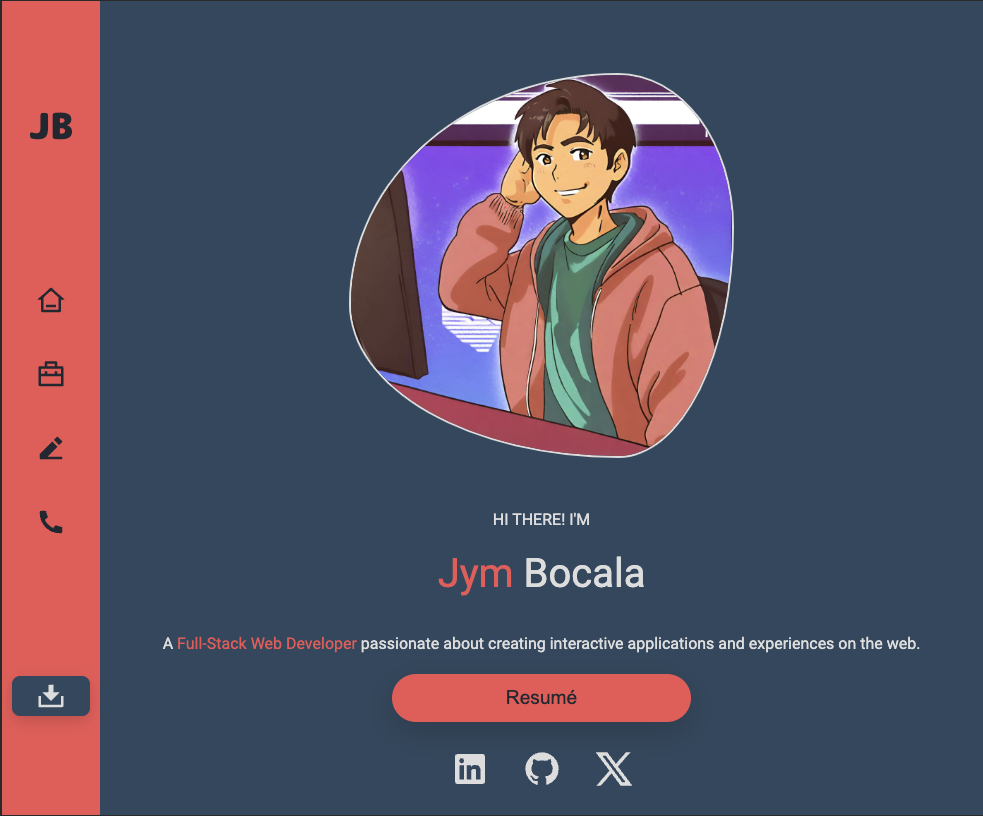 JB
HI THERE! I'M
Jym Bocala
A Full-Stack Web Developer passionate about creating interactive applications and experiences on the web.
Resumé
in
X